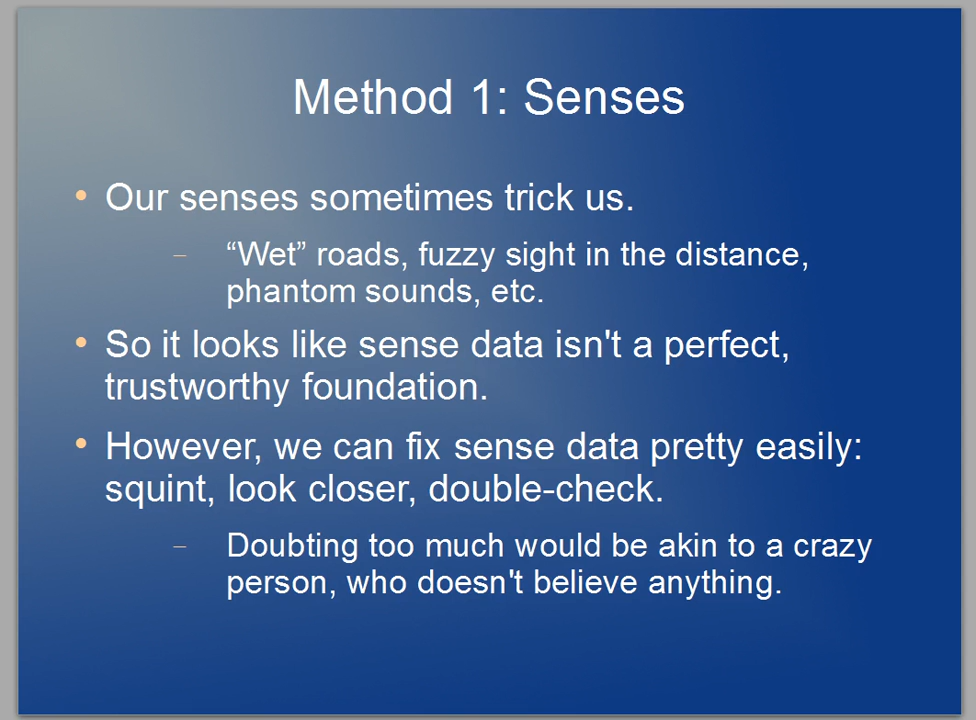 Method 1: Senses
• Our senses sometimes trick us.
– “Wet” roads, fuzzy sight in the distance,
phantom sounds, etc.
• So it looks like sense data isn't a perfect,
trustworthy foundation.
• However, we can fix sense data pretty easily:
squint, look closer, double-check.
– Doubting too much would be akin to a crazy
person, who doesn't believe anything.